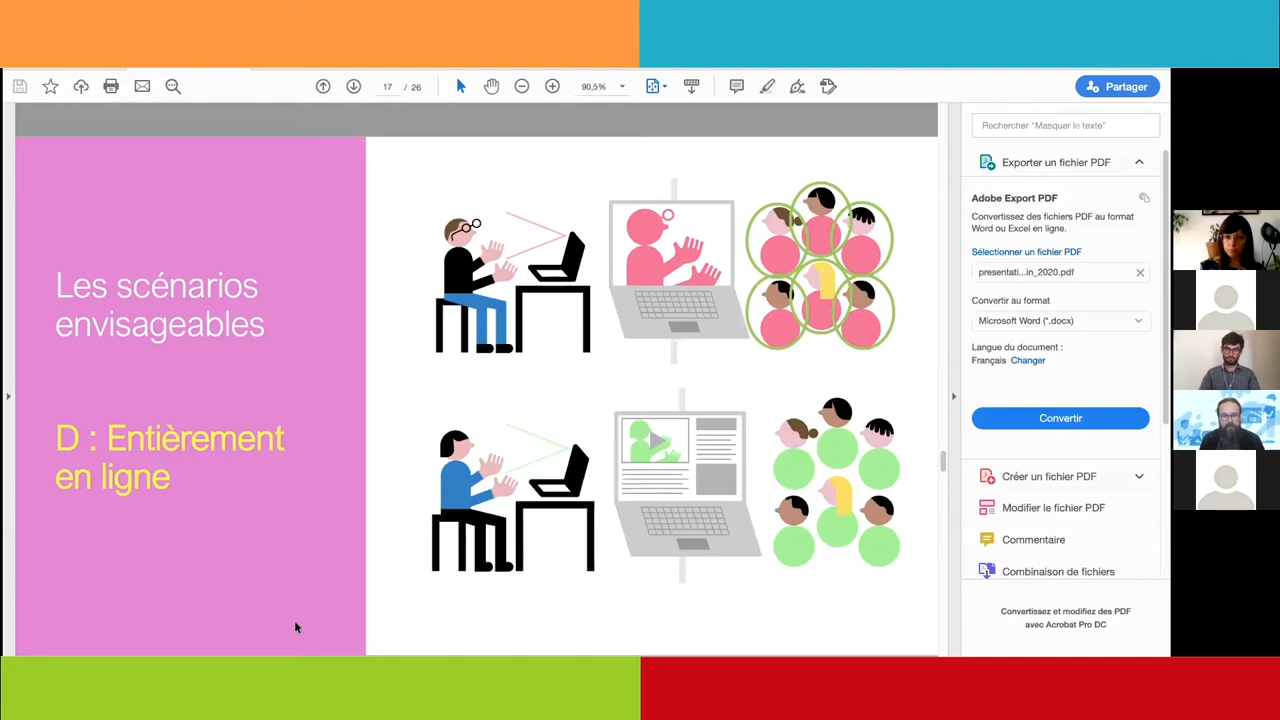 17 / 26
90,5%
Partager
Les scénarios
envisageables
D : Entièrement
en ligne
Rechercher "Masquer le texte"
Exporter un fichier PDF
Adobe Export PDF
Convertissez des fichiers PDF au format
Word ou Excel en ligne.
Sélectionner un fichier PDF
presentati...in_2020.pdf
Convertir au format
Microsoft Word (*.docx)
Langue du document :
Français Changer
Convertir
Créer un fichier PDF
Modifier le fichier PDF
Commentaire
Combinaison de fichiers
Convertissez et modifiez des PDF
avec Acrobat Pro DC